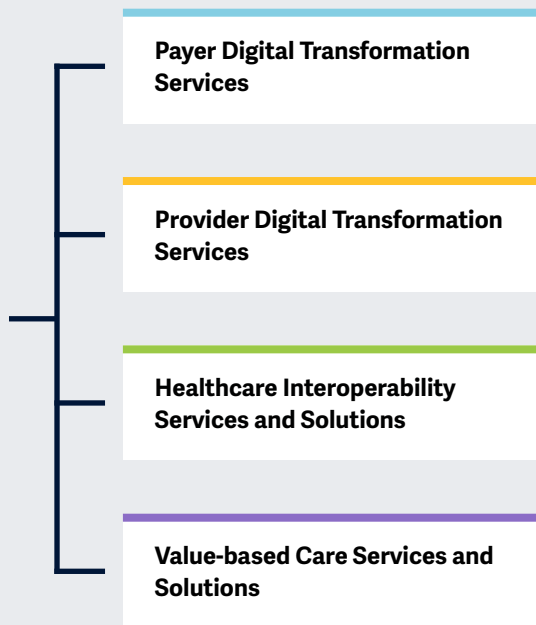 Payer Digital Transformation
Services
Provider Digital Transformation
Services
Healthcare Interoperability
Services and Solutions
Value-based Care Services and
Solutions